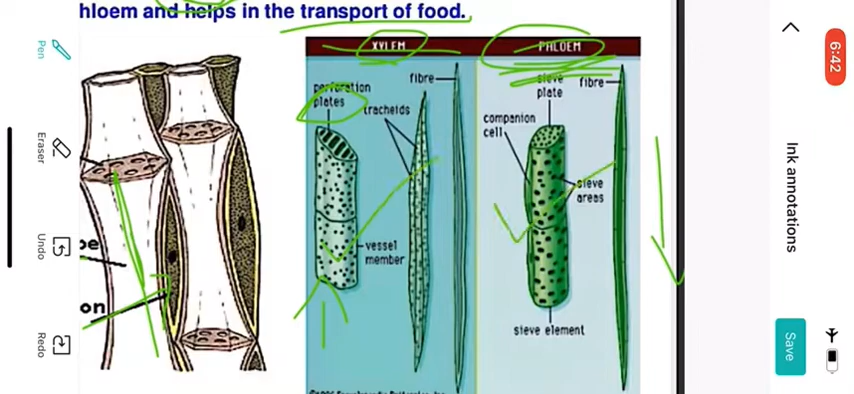 hloem and helps in the transport of food.
XYLEM
PHLOEM
perforation
plates
fibre
tracheids
vessel
member
sieve
plate
fibre
companion
cell
sieve
areas
sieve element
be
on
Pen
Eraser
Undo
Redo
6:42
Ink annotations
Save